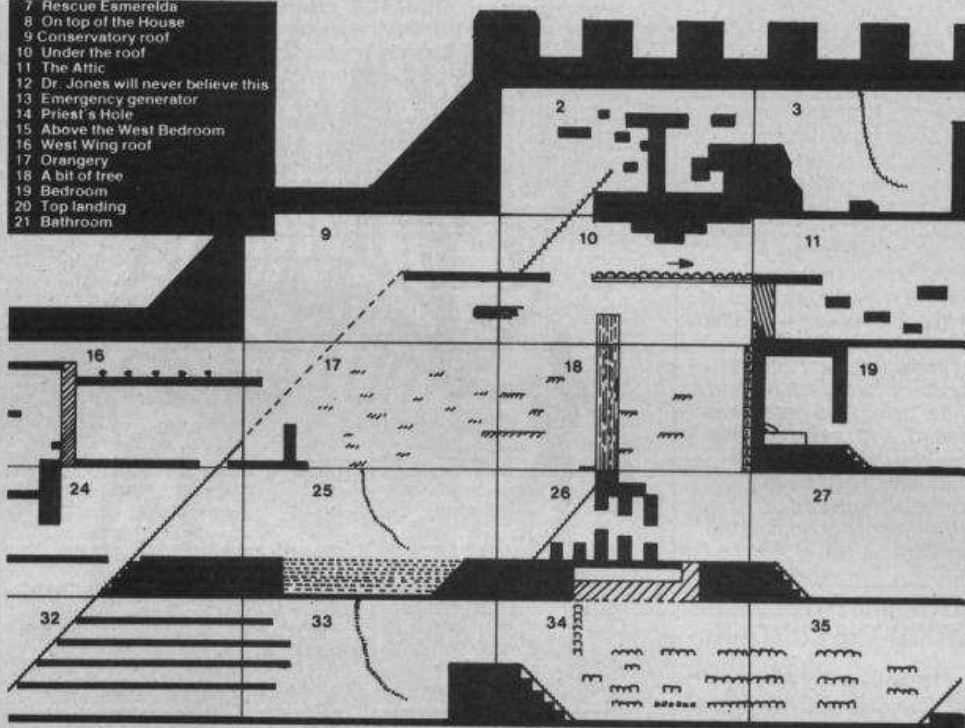 7 Rescue Esmerelda
8 On top of the House
9 Conservatory roof
10 Under the roof
11 The Attic
12 Dr. Jones will never believe this
13 Emergency generator
14 Priest's Hole
15 Above the West Bedroom
16 West Wing roof
17 Orangery
18 A bit of tree
19 Bedroom
20 Top landing
21 Bathroom
2
3
9
10
11
16
17
18
19
24
25
26
27
32
33
34
35